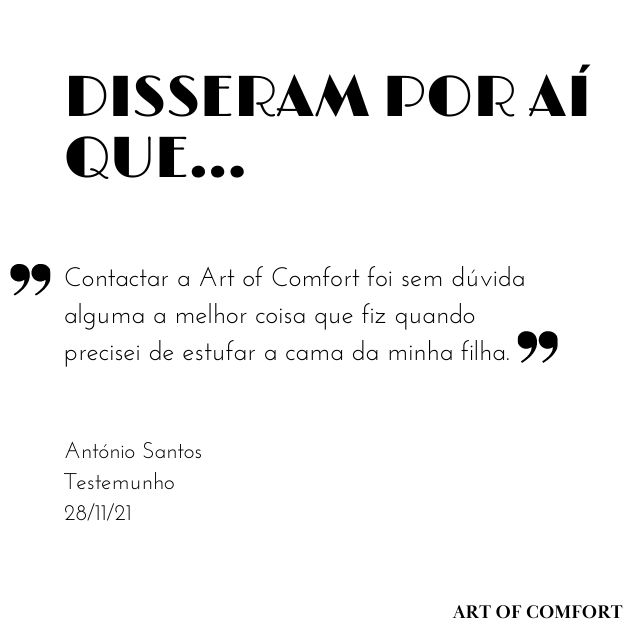 DISSERAM POR AÍ
QUE...
” Contactar a Art of Comfort foi sem dúvida
alguma a melhor coisa que fiz quando
precisei de estufar a cama da minha filha. ”
António Santos
Testemunho
28/11/21
ART OF COMFORT